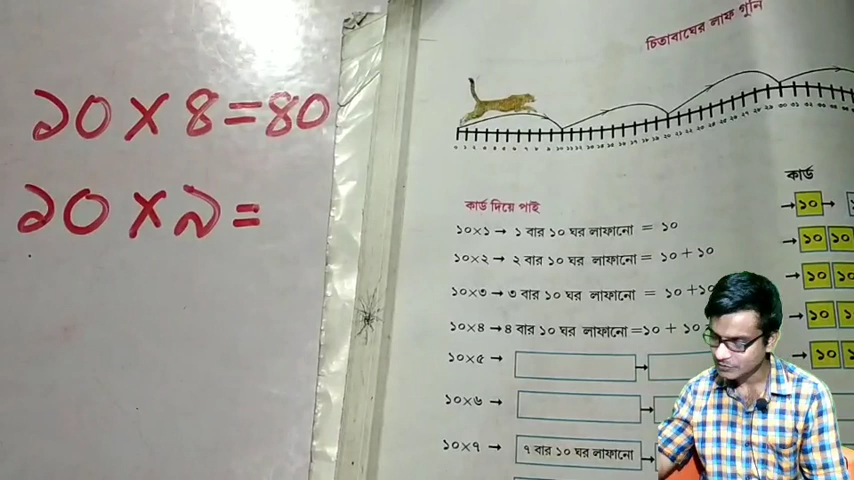 ১০×৪=৪০
১০×৯=
চিতাবাঘের লাফ গুনি
কার্ড
কার্ড দিয়ে পাই
১০×১ → ১ বার ১০ ঘর লাফানো = ১০
১০×২ → ২ বার ১০ ঘর লাফানো = ১০ + ১০
১০×৩ → ৩ বার ১০ ঘর লাফানো = ১০ + ১০
১০×৪ → ৪ বার ১০ ঘর লাফানো = ১০ + ১০
১০×৫ →
১০×৬ →
১০×৭ → ৭ বার ১০ ঘর লাফানো →
→ ১০ →
→ ১০ ১০
→ ১০ ১০
→ ১০ ১
→ ১০